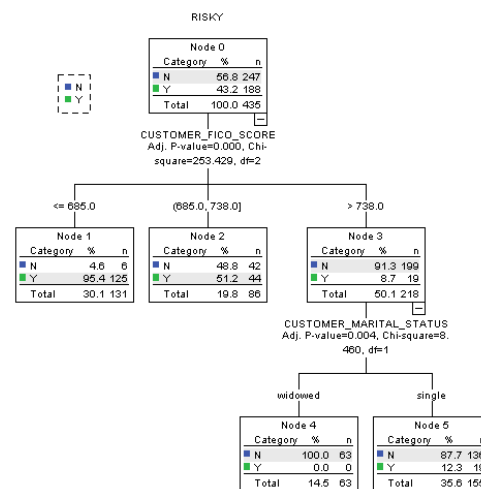 RISKY
Node 0
Category % n
N 56.8 247
Y 43.2 188
Total 100.0 435
N
Y
CUSTOMER_FICO_SCORE
Adj. P-value=0.000, Chi-
square=253.429, df=2
<= 685.0
(685.0, 738.0]
> 738.0
Node 1
Category % n
N 4.6 6
Y 95.4 125
Total 30.1 131
Node 2
Category % n
N 48.8 42
Y 51.2 44
Total 19.8 86
Node 3
Category % n
N 91.3 199
Y 8.7 19
Total 50.1 218
CUSTOMER_MARITAL_STATUS
Adj. P-value=0.004, Chi-square=8.
460, df=1
widowed
single
Node 4
Category % n
N 100.0 63
Y 0.0 0
Total 14.5 63
Node 5
Category % n
N 87.7 136
Y 12.3 19
Total 35.6 155